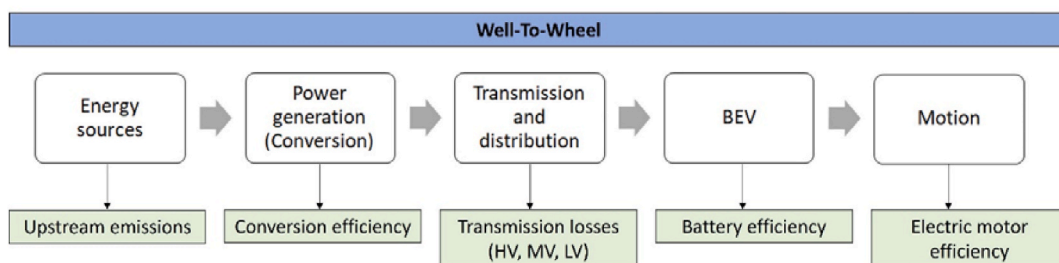 Well-To-Wheel
Energy
sources
Power
generation
(Conversion)
Transmission
and
distribution
BEV
Motion
Upstream emissions
Conversion efficiency
Transmission losses
(HV, MV, LV)
Battery efficiency
Electric motor
efficiency